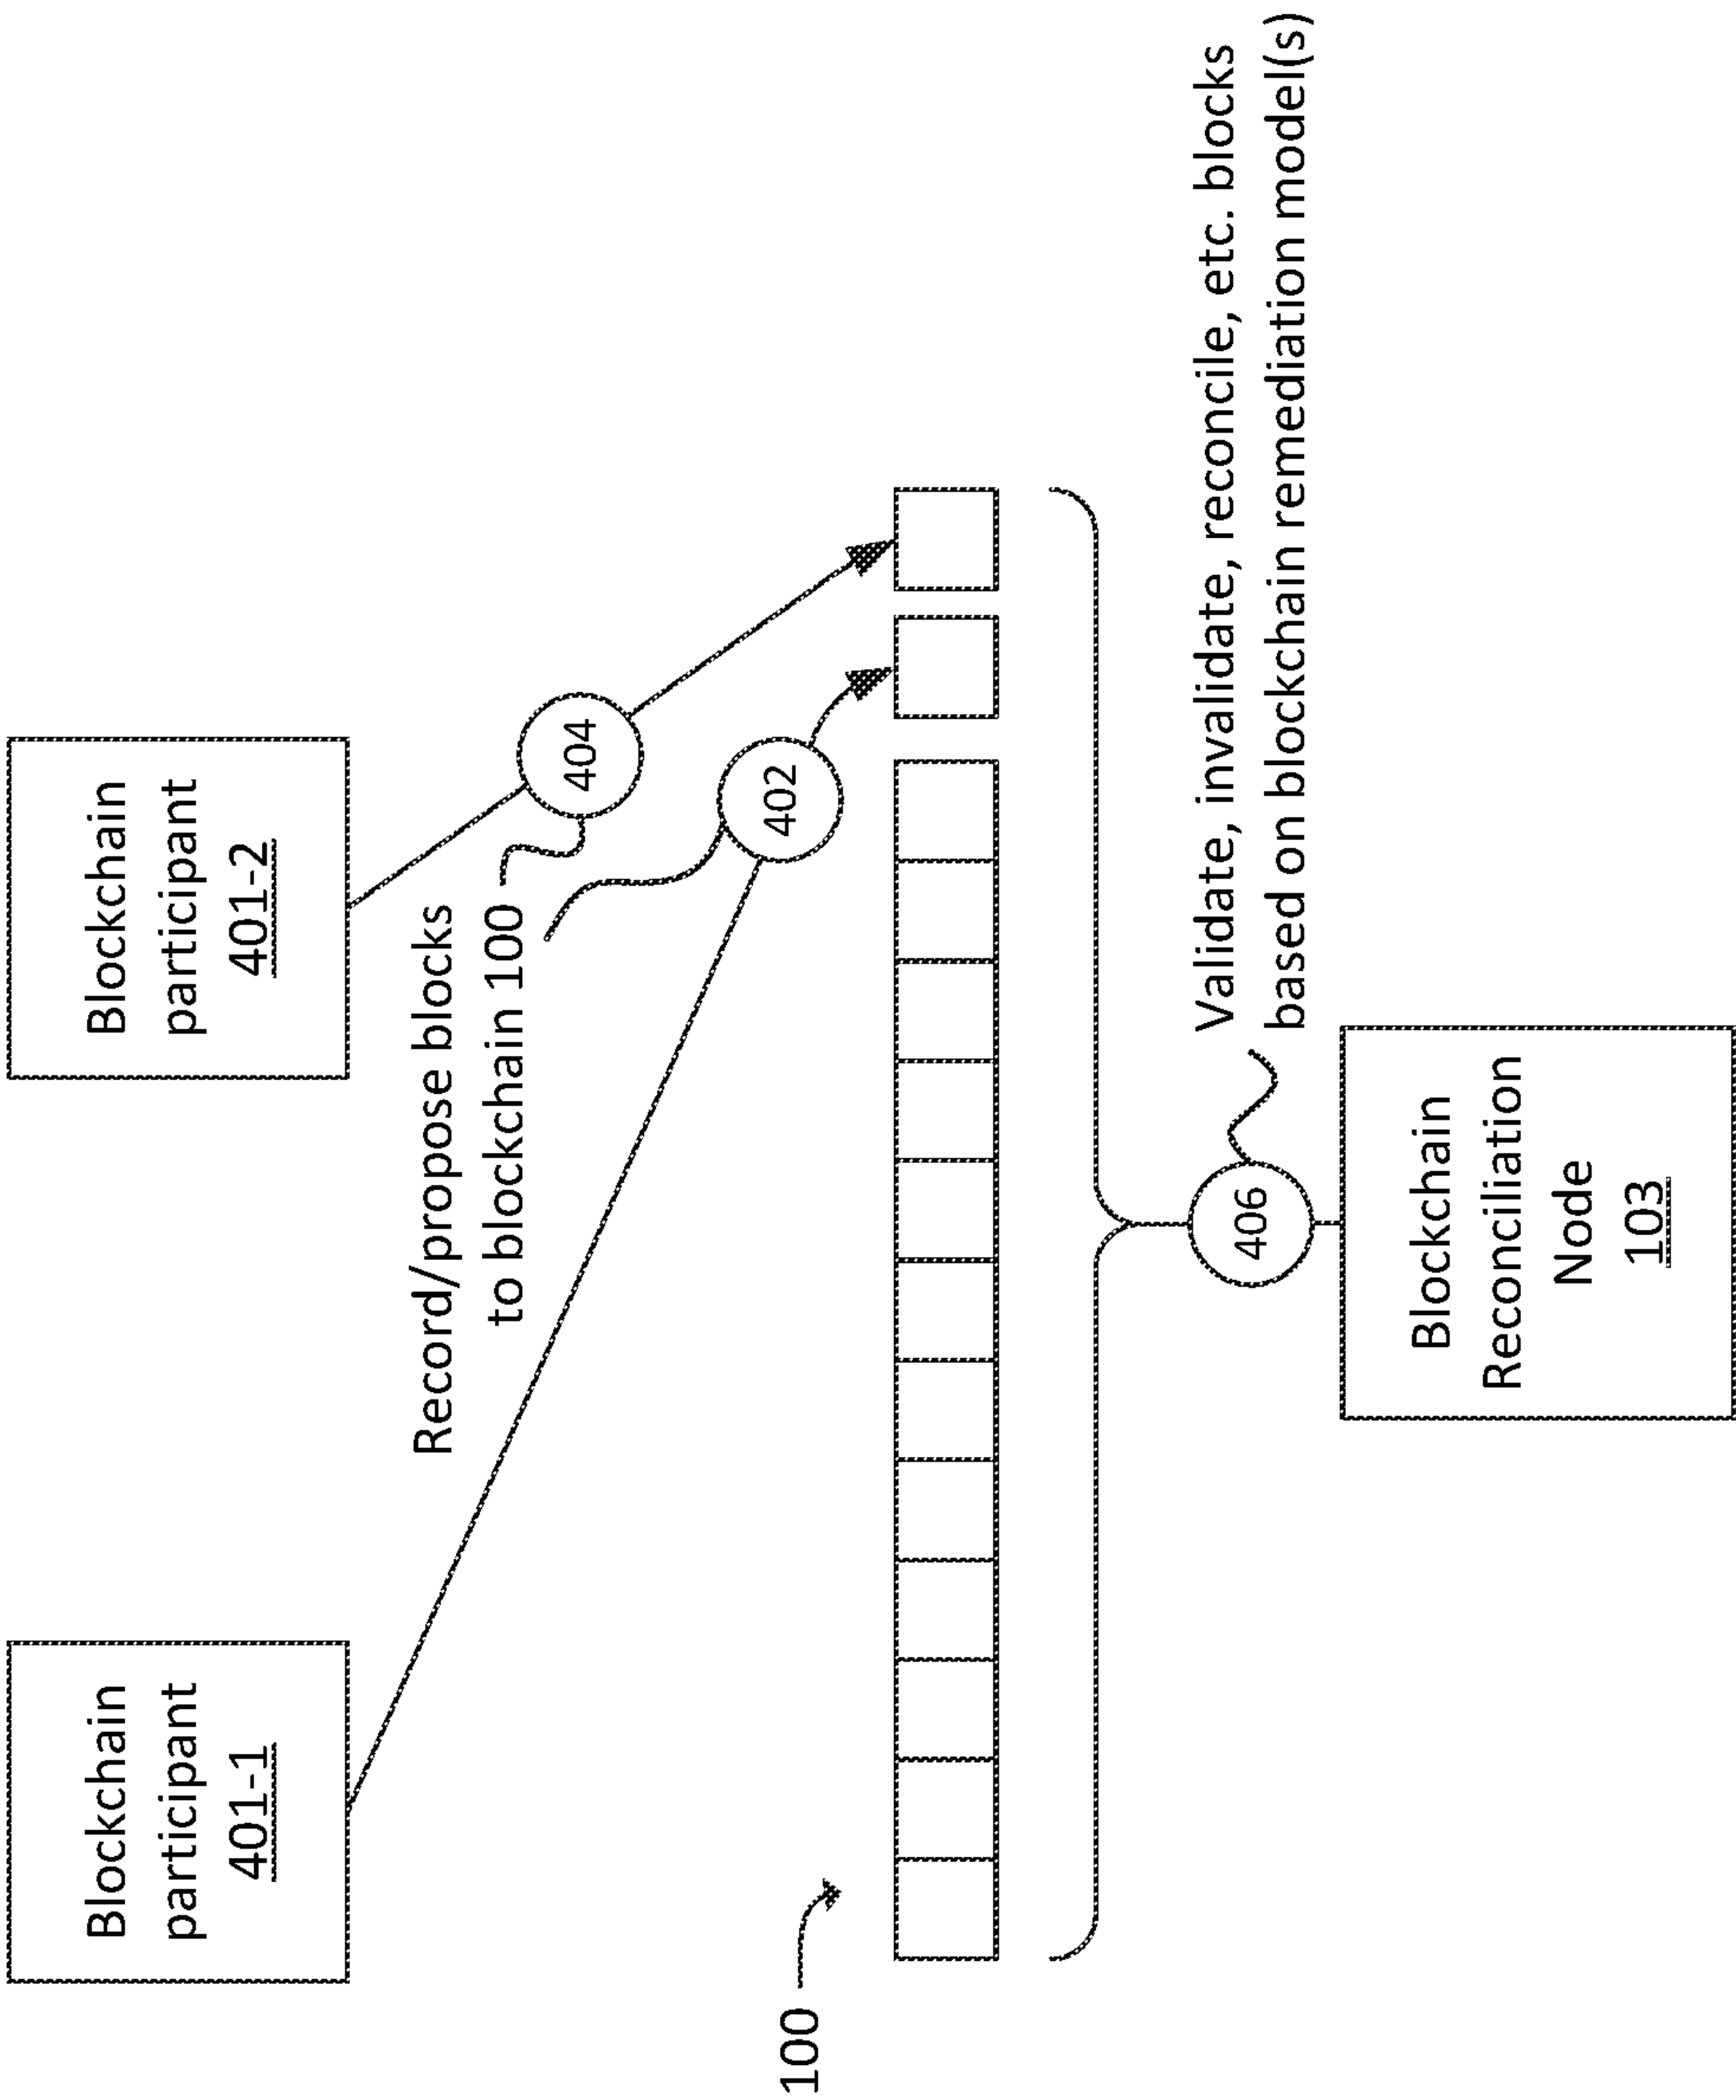 Blockchain
participant
401-1
Blockchain
participant
401-2
Record/propose blocks
to blockchain 100
404
402
100
406
Validate, invalidate, reconcile, etc. blocks
based on blockchain remediation model(s)
Blockchain
Reconciliation
Node
103